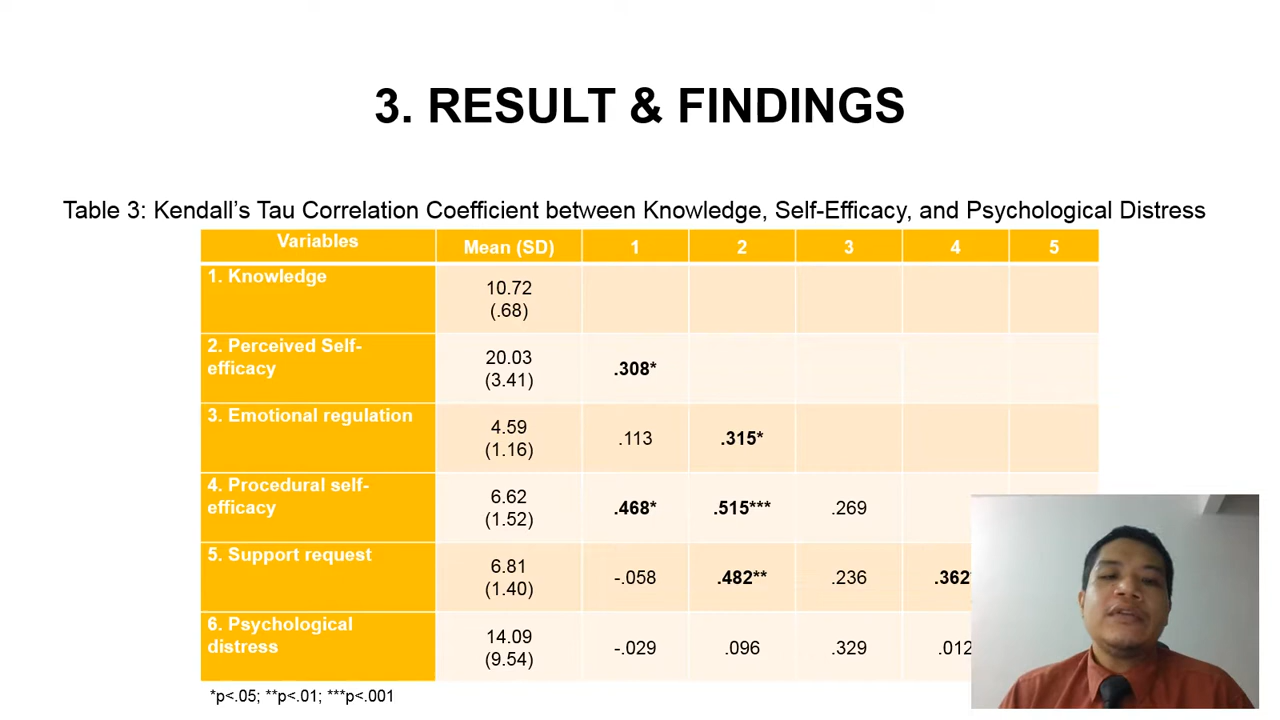 3. RESULT & FINDINGS
Table 3: Kendall’s Tau Correlation Coefficient between Knowledge, Self-Efficacy, and Psychological Distress
Variables Mean (SD) 1 2 3 4 5
1. Knowledge
10.72
(.68)
2. Perceived Self-
efficacy
20.03
(3.41)
.308*
3. Emotional regulation
4.59
(1.16)
.113 .315*
4. Procedural self-
efficacy
6.62
(1.52)
.468* .515*** .269
5. Support request
6.81
(1.40)
-.058 .482** .236 .362
6. Psychological
distress
14.09
(9.54)
-.029 .096 .329 .012
*p<.05; **p<.01; ***p<.001